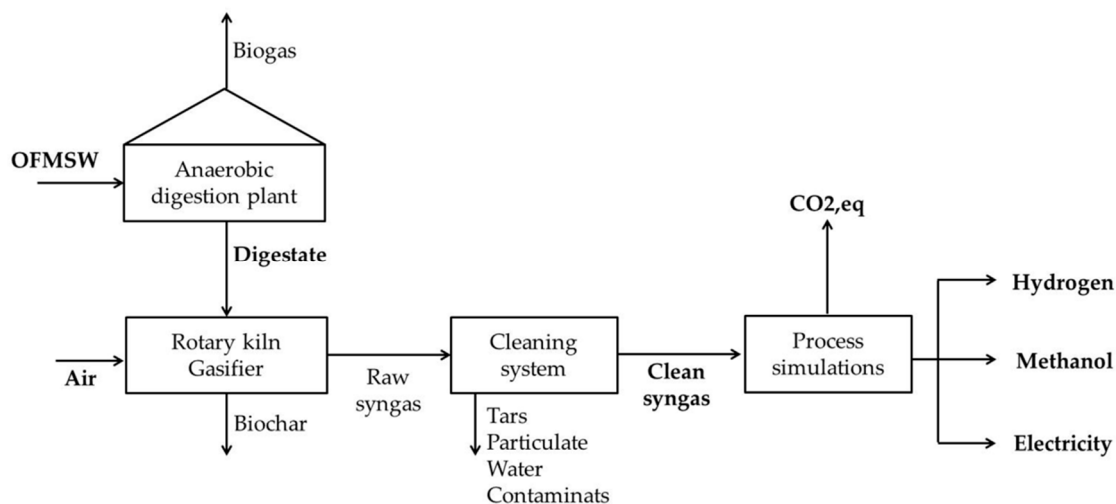 Biogas
OFMSW
Anaerobic
digestion plant
Digestate
CO2,eq
Hydrogen
Rotary kiln
Gasifier
Air
Raw
syngas
Cleaning
system
Clean
syngas
Process
simulations
Methanol
Biochar
Tars
Particulate
Water
Contaminats
Electricity